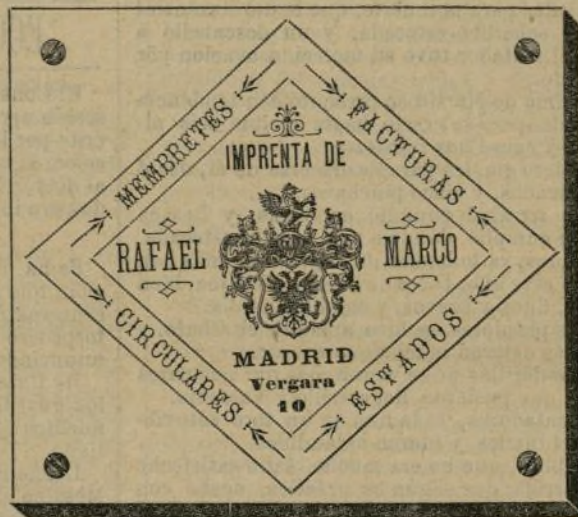 MEMBRETES
FACTURAS
IMPRENTA DE
RAFAEL MARCO
MADRID
Vergara
10
CIRCULARES
ESTADOS